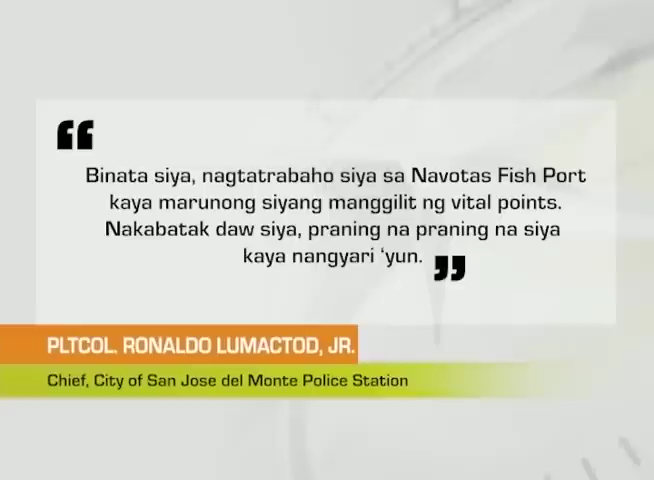 “
Binata siya, nagtatrabaho siya sa Navotas Fish Port
kaya marunong siyang manggilit ng vital points.
Nakabatak daw siya, praning na praning na siya
kaya nangyari ‘yun.
”
PLTCOL. RONALDO LUMACTOD, JR.
Chief, City of San Jose del Monte Police Station